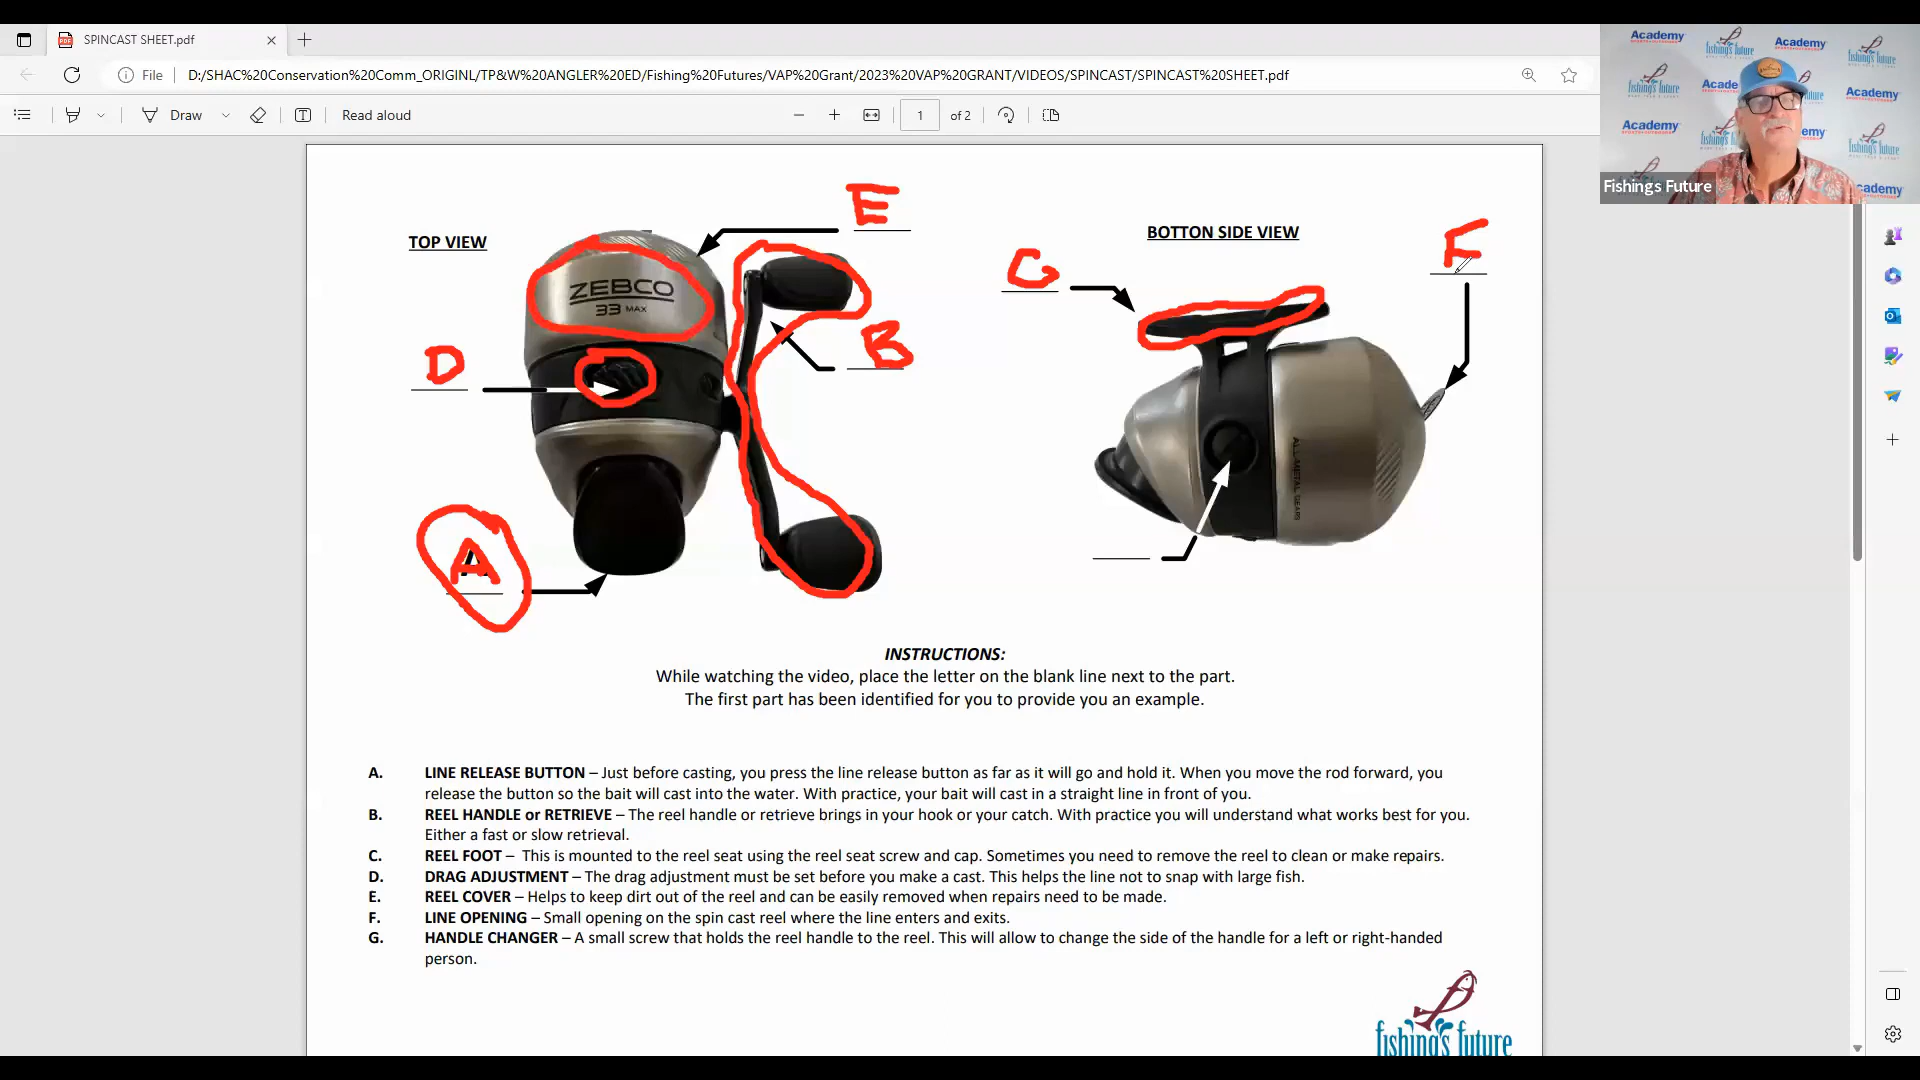 SPINCAST SHEET.pdf
File
D:/SHAC%20Conservation%20Comm_ORIGINL/TP&W%20ANGLER%20ED/Fishing%20Futures/VAP%20Grant/2023%20VAP%20GRANT/VIDEOS/SPINCAST/SPINCAST%20SHEET.pdf
Draw
Read aloud
1
of 2
Academy
fishing's future
Academy
Fishings Future
TOP VIEW
E
BOTTON SIDE VIEW
F
ZEBCO
33 MAX
C
B
D
ALL-METAL GEARS
A
INSTRUCTIONS:
While watching the video, place the letter on the blank line next to the part.
The first part has been identified for you to provide you an example.
A. LINE RELEASE BUTTON – Just before casting, you press the line release button as far as it will go and hold it. When you move the rod forward, you
release the button so the bait will cast into the water. With practice, your bait will cast in a straight line in front of you.
B. REEL HANDLE or RETRIEVE – The reel handle or retrieve brings in your hook or your catch. With practice you will understand what works best for you.
Either a fast or slow retrieval.
C. REEL FOOT – This is mounted to the reel seat using the reel seat screw and cap. Sometimes you need to remove the reel to clean or make repairs.
D. DRAG ADJUSTMENT – The drag adjustment must be set before you make a cast. This helps the line not to snap with large fish.
E. REEL COVER – Helps to keep dirt out of the reel and can be easily removed when repairs need to be made.
F. LINE OPENING – Small opening on the spin cast reel where the line enters and exits.
G. HANDLE CHANGER – A small screw that holds the reel handle to the reel. This will allow to change the side of the handle for a left or right-handed
person.
fishing's future